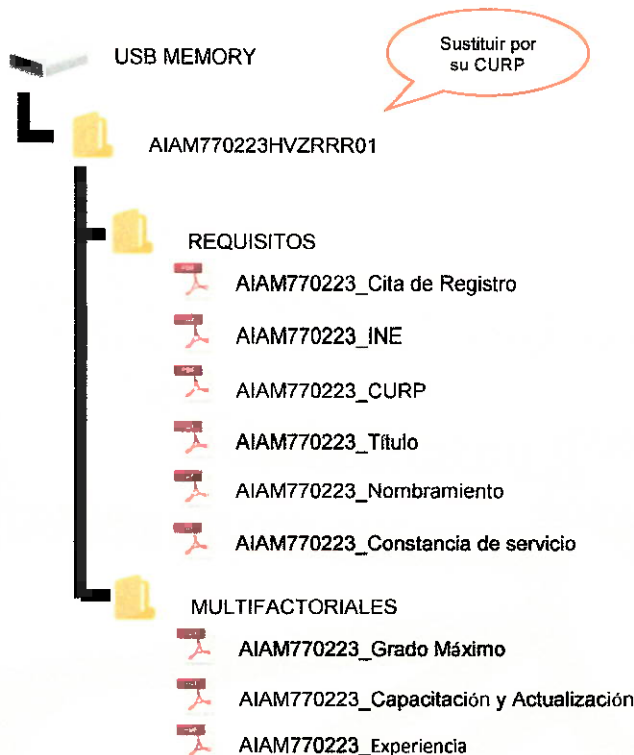 USB MEMORY
Sustituir por
su CURP
AIAM770223HVZRRR01
REQUISITOS
AIAM770223_Cita de Registro
AIAM770223_INE
AIAM770223_CURP
AIAM770223_Título
AIAM770223_Nombramiento
AIAM770223_Constancia de servicio
MULTIFACTORIALES
AIAM770223_Grado Máximo
AIAM770223_Capacitación y Actualización
AIAM770223_Experiencia